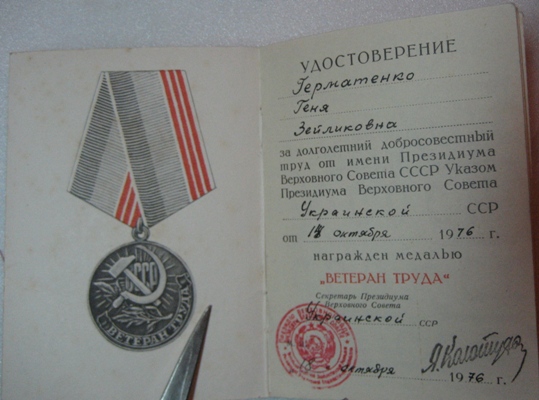 СССР
ВЕТЕРАН ТРУДА
УДОСТОВЕРЕНИЕ
Герматенко
Геня
Зейликовна
за долголетний добросовестный
труд от имени Президиума
Верховного Совета СССР Указом
Президиума Верховного Совета
Украинской ССР
от октября 1976 г.
награжден медалью
„ВЕТЕРАН ТРУДА“
Секретарь Президиума
Верховного Совета
Украинской ССР
октября 1976 г.